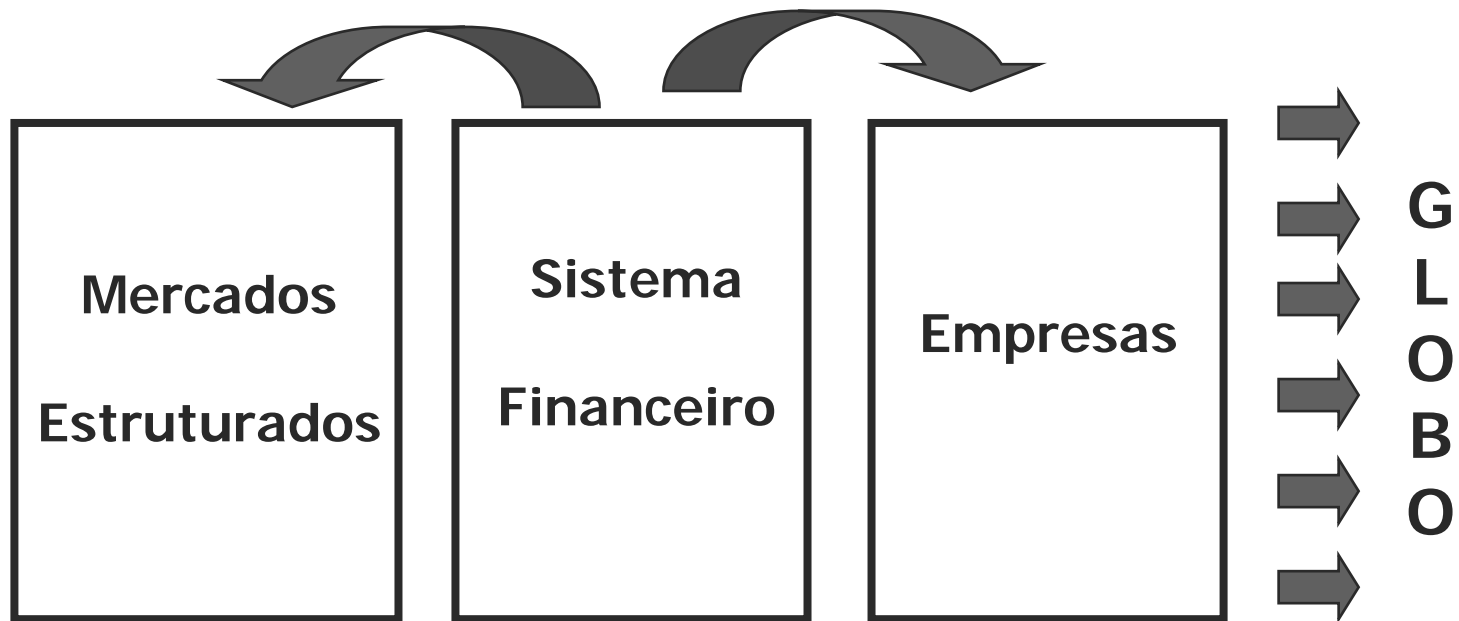 Mercados
Estruturados
Sistema
Financeiro
Empresas
G
L
O
B
O